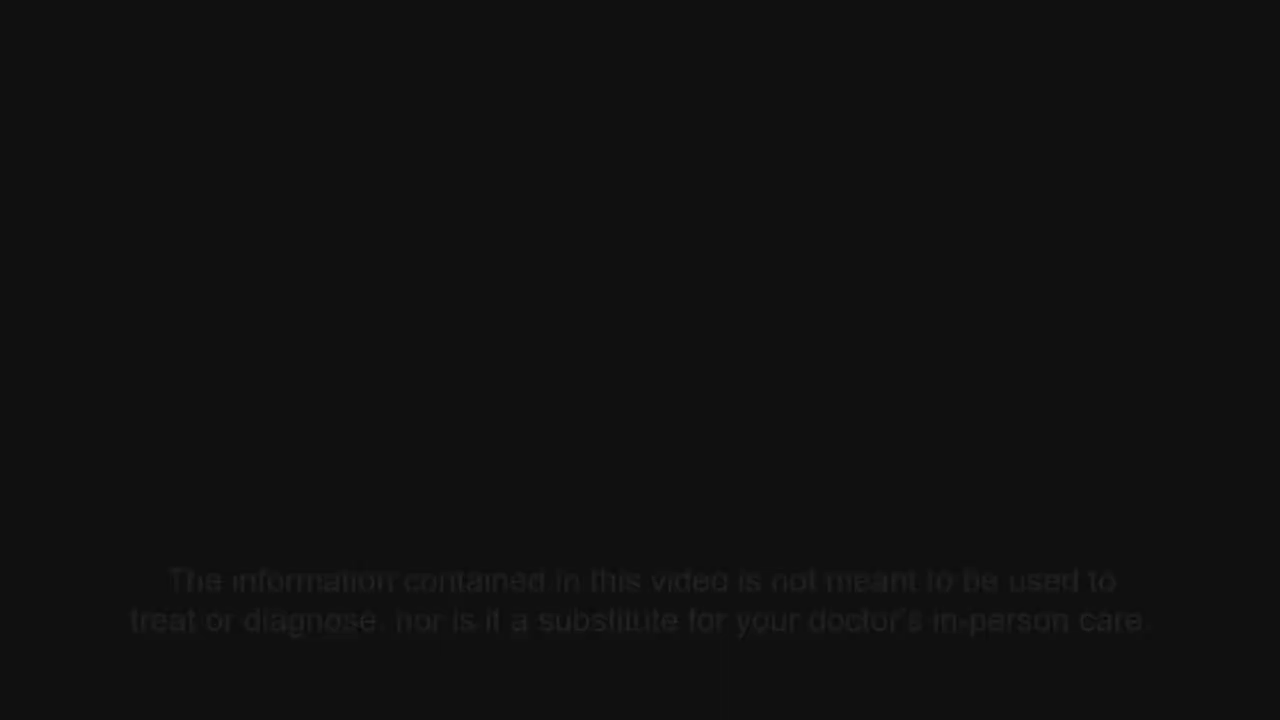 The information contained in this video is not meant to be used to
treat or diagnose, nor is it a substitute for your doctor's in-person care.